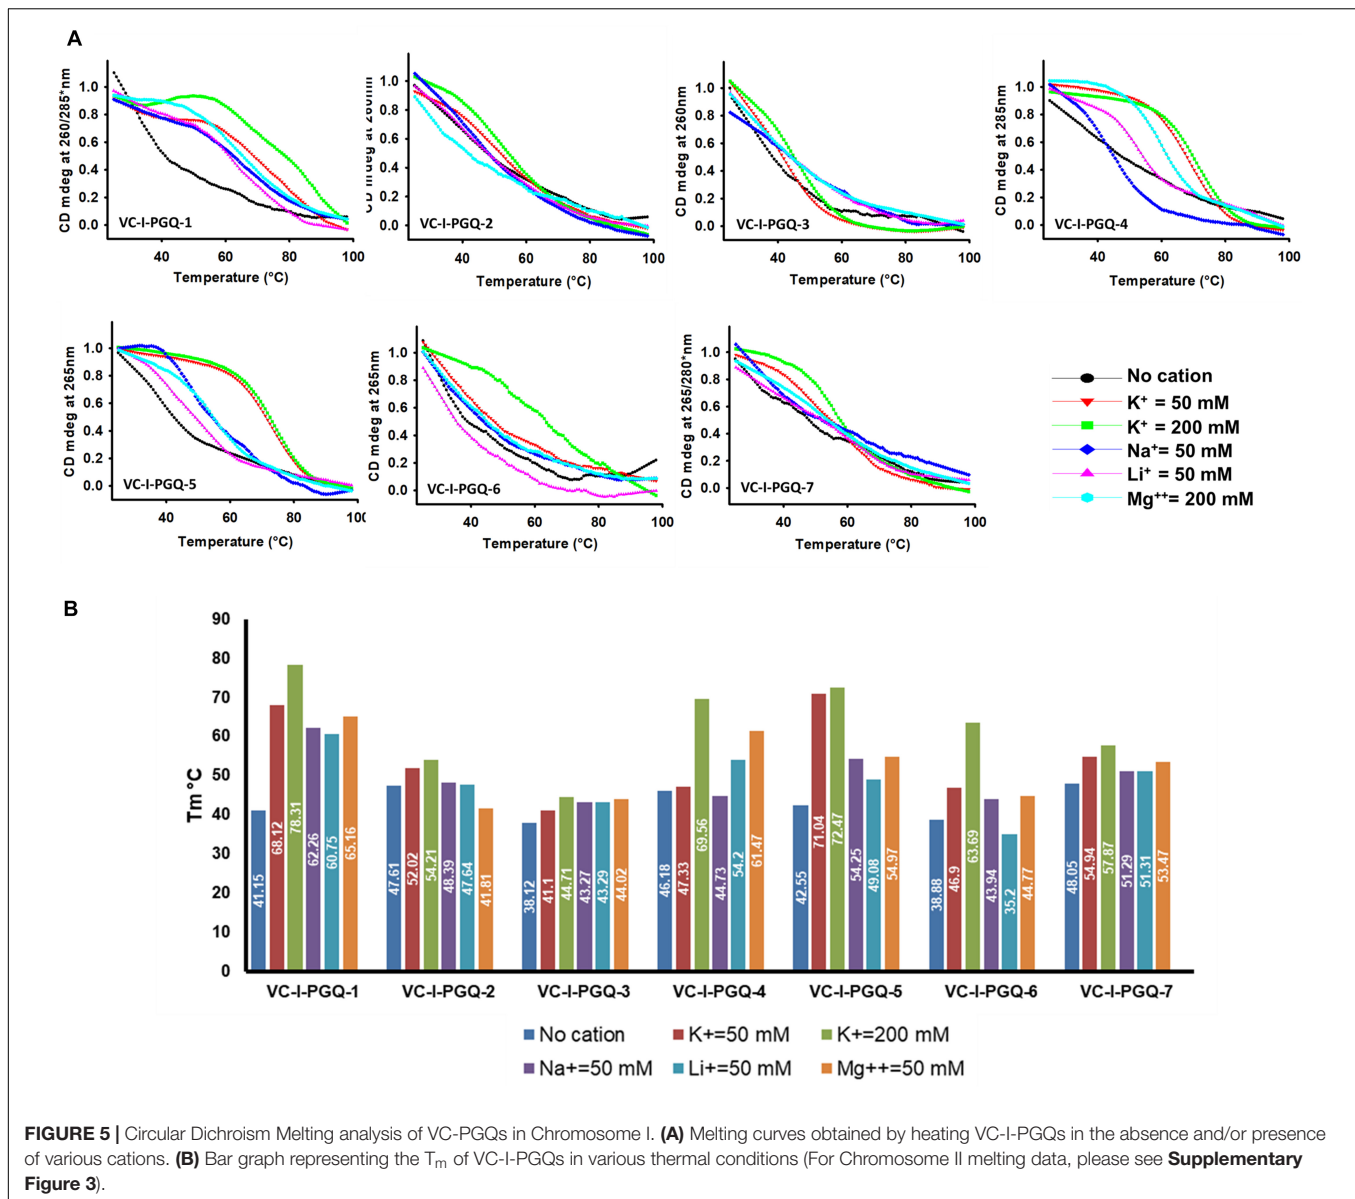 A
CD m deg at 260/285*nm
1.0
0.8
0.6
0.4
0.2
0.0
VC-I-PGQ-1
40 60 80 100
Temperature (°C)
CD m deg at 260nm
1.0
0.8
0.6
0.4
0.2
0.0
VC-I-PGQ-2
40 60 80 100
Temperature (°C)
CD m deg at 260nm
1.0
0.8
0.6
0.4
0.2
0.0
VC-I-PGQ-3
40 60 80 100
Temperature (°C)
CD m deg at 285nm
1.0
0.8
0.6
0.4
0.2
0.0
VC-I-PGQ-4
40 60 80 100
Temperature (°C)
CD m deg at 265nm
1.0
0.8
0.6
0.4
0.2
0.0
VC-I-PGQ-5
40 60 80 100
Temperature (°C)
CD m deg at 265nm
1.0
0.8
0.6
0.4
0.2
0.0
VC-I-PGQ-6
40 60 80 100
Temperature (°C)
CD m deg at 265/280*nm
1.0
0.8
0.6
0.4
0.2
0.0
VC-I-PGQ-7
40 60 80 100
Temperature (°C)
No cation
K⁺ = 50 mM
K⁺ = 200 mM
Na⁺= 50 mM
Li⁺ = 50 mM
Mg⁺⁺= 200 mM
B
Tm °C
90
80
70
60
50
40
30
20
10
0
41.15 68.12 78.31 62.26 60.75 65.16
47.61 52.02 54.21 48.39 47.64 41.81
38.12 41.1 44.71 43.27 43.29 44.02
46.18 47.33 69.56 44.73 54.2 61.47
42.55 71.04 72.47 54.25 49.08 54.97
38.88 46.9 63.69 43.94 35.2 44.77
48.05 54.94 57.87 51.29 51.31 53.47
VC-I-PGQ-1 VC-I-PGQ-2 VC-I-PGQ-3 VC-I-PGQ-4 VC-I-PGQ-5 VC-I-PGQ-6 VC-I-PGQ-7
No cation K+=50 mM K+=200 mM
Na+=50 mM Li+=50 mM Mg++=50 mM
FIGURE 5 | Circular Dichroism Melting analysis of VC-PGQs in Chromosome I. (A) Melting curves obtained by heating VC-I-PGQs in the absence and/or presence
of various cations. (B) Bar graph representing the Tm of VC-I-PGQs in various thermal conditions (For Chromosome II melting data, please see Supplementary
Figure 3).